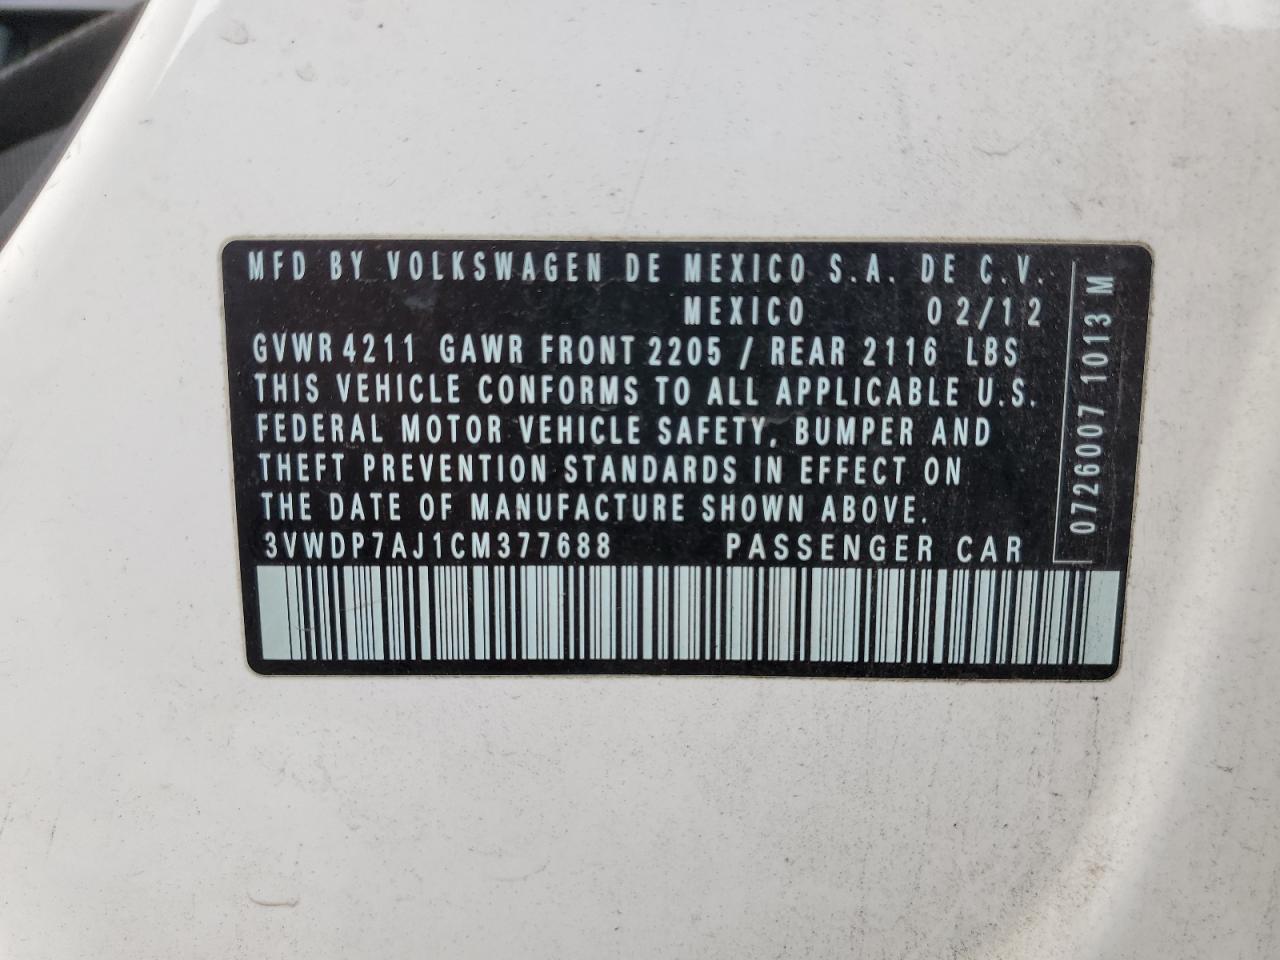 MFD BY VOLKSWAGEN DE MEXICO S.A. DE C.V.
MEXICO 02/12
GVWR 4211 GAWR FRONT 2205 / REAR 2116 LBS
THIS VEHICLE CONFORMS TO ALL APPLICABLE U.S.
FEDERAL MOTOR VEHICLE SAFETY, BUMPER AND
THEFT PREVENTION STANDARDS IN EFFECT ON
THE DATE OF MANUFACTURE SHOWN ABOVE.
3VWDP7AJ1CM377688 PASSENGER CAR
0726007 1013 M